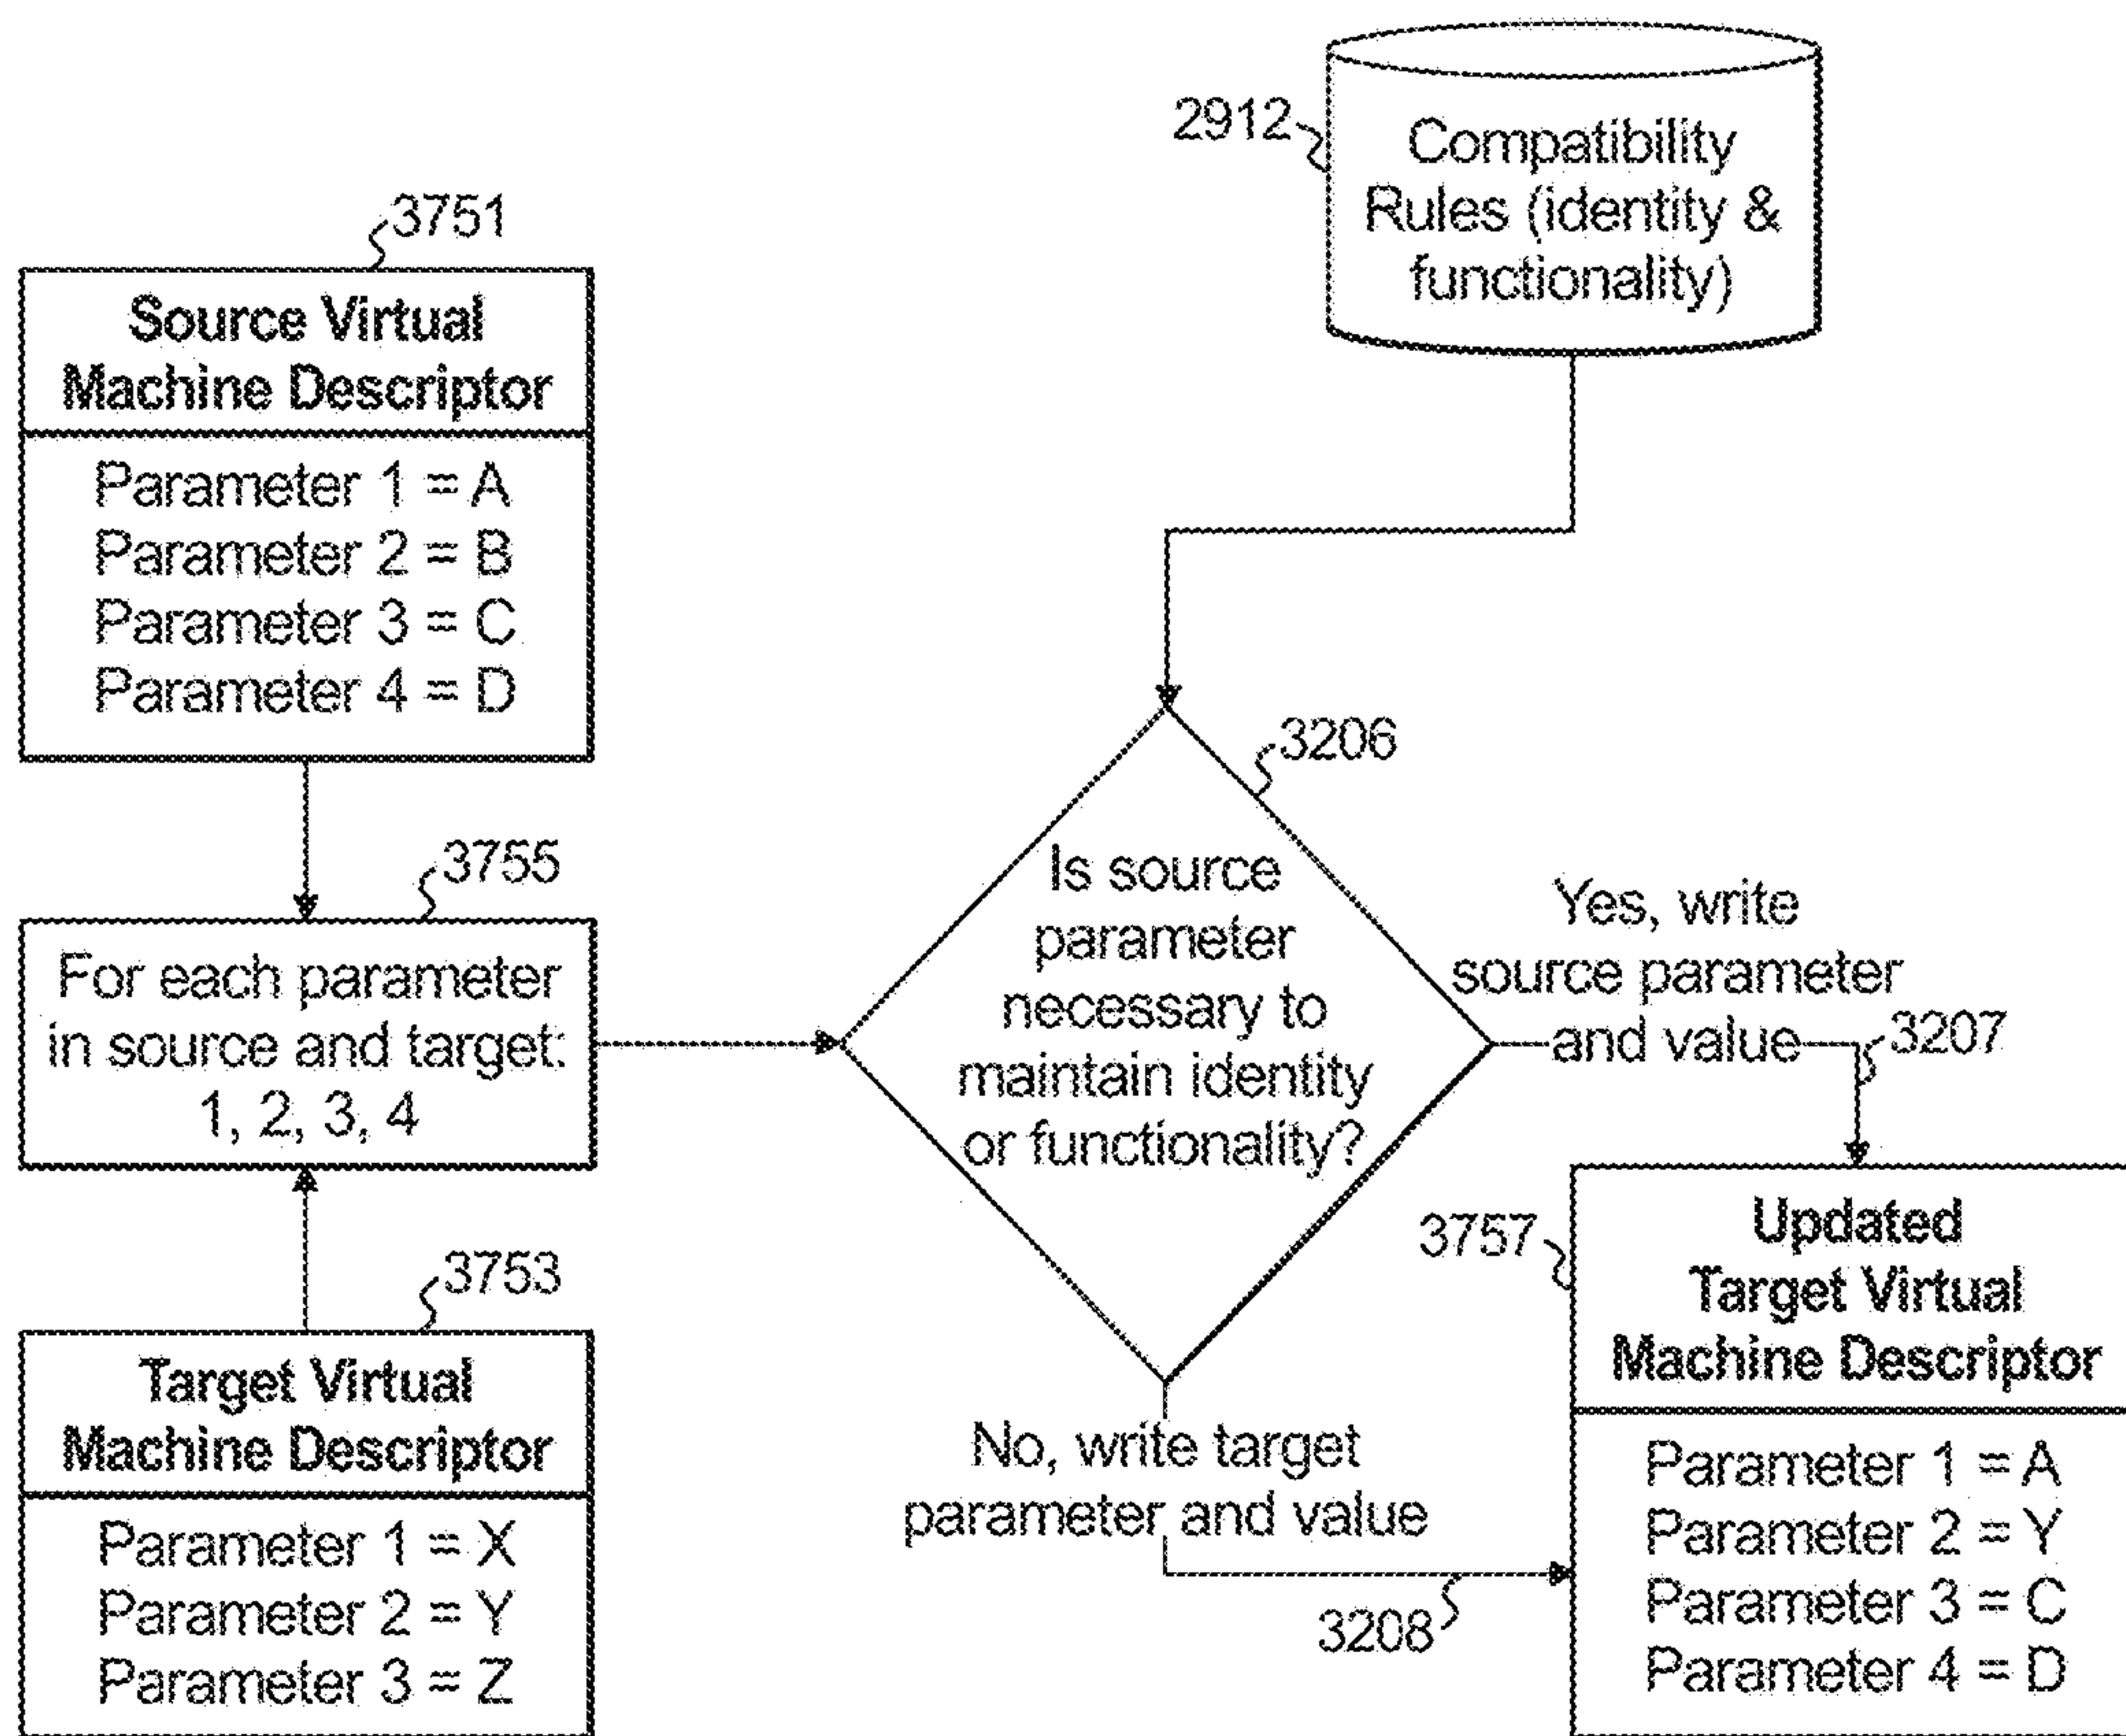 2912
Compatibility
Rules (identity &
functionality)
3751
Source Virtual
Machine Descriptor
Parameter 1 = A
Parameter 2 = B
Parameter 3 = C
Parameter 4 = D
3755
For each parameter
in source and target:
1, 2, 3, 4
3753
Target Virtual
Machine Descriptor
Parameter 1 = X
Parameter 2 = Y
Parameter 3 = Z
3206
Is source
parameter
necessary to
maintain identity
or functionality?
Yes, write
source parameter
and value
3207
No, write target
parameter and value
3208
3757
Updated
Target Virtual
Machine Descriptor
Parameter 1 = A
Parameter 2 = Y
Parameter 3 = C
Parameter 4 = D